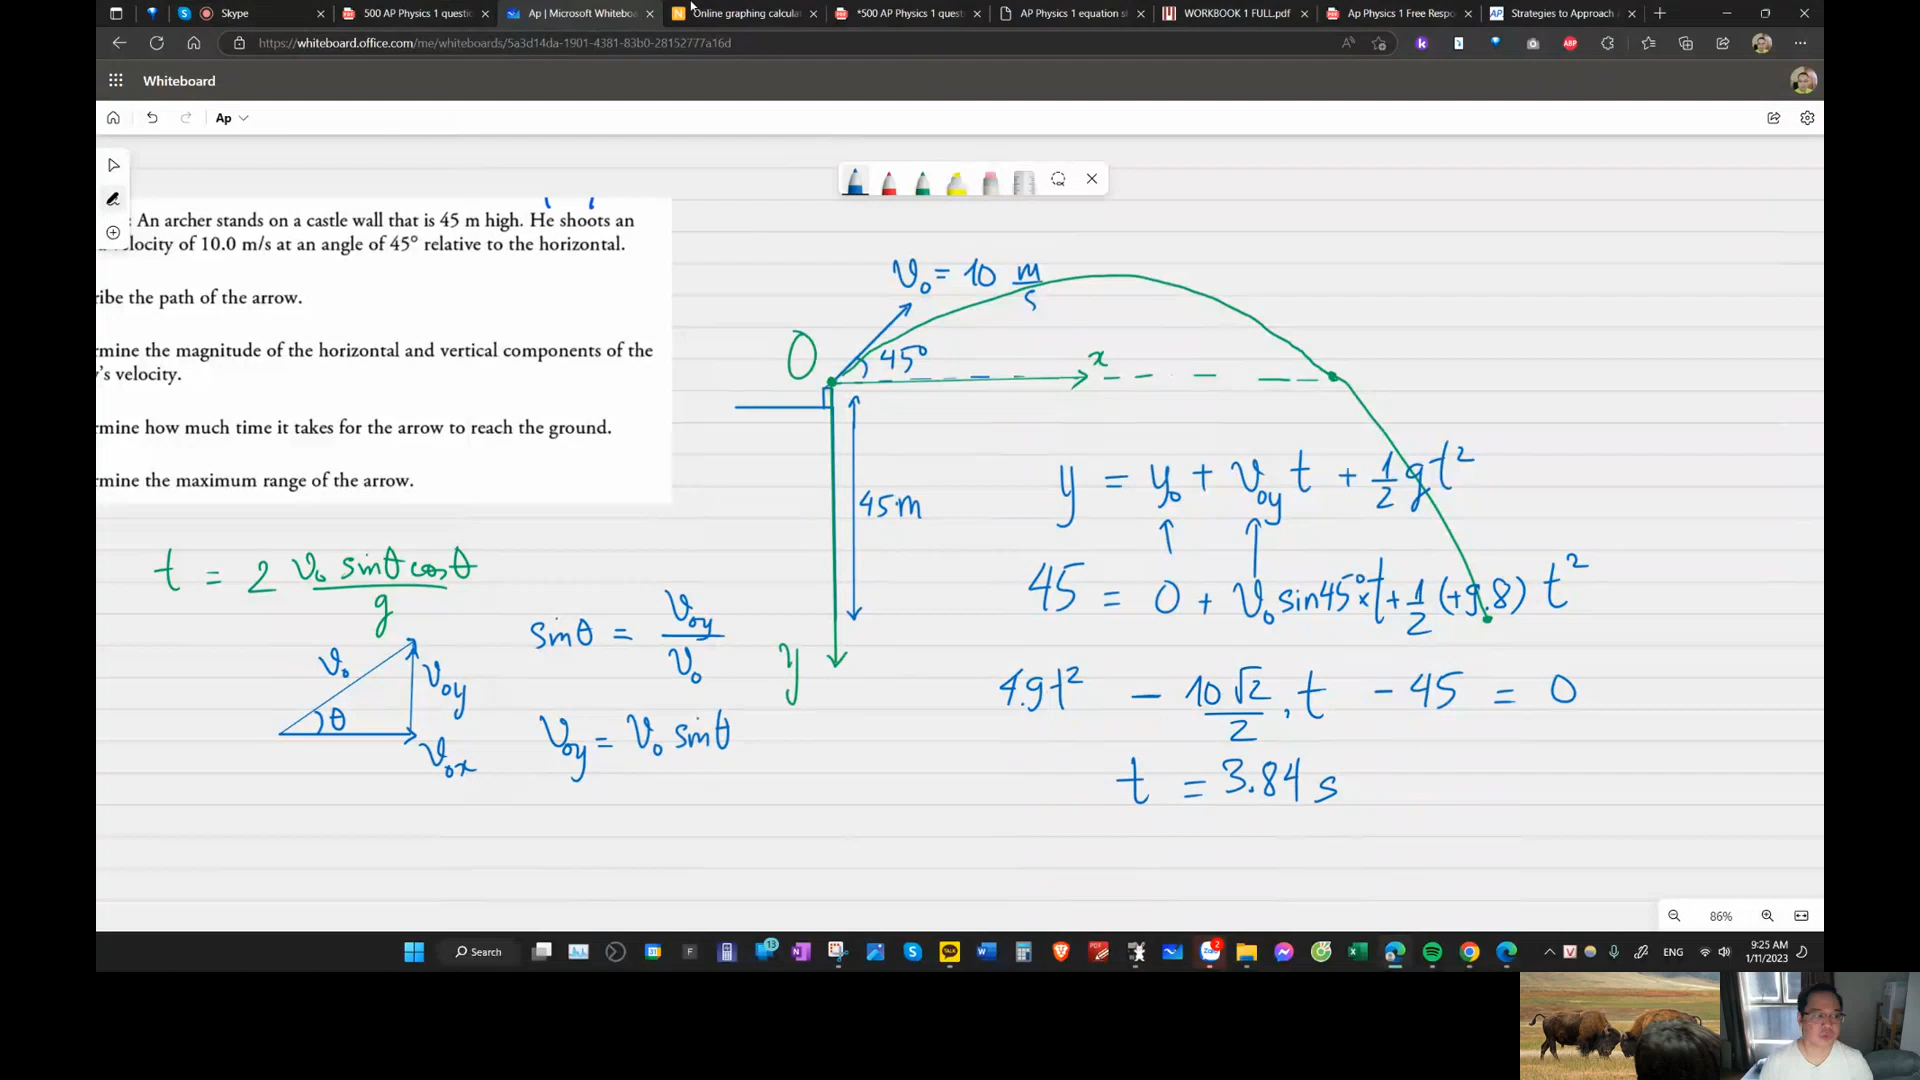 Skype
500 AP Physics 1 questi
Ap | Microsoft Whiteboa
Online graphing calcula
*500 AP Physics 1 quest
AP Physics 1 equation s
WORKBOOK 1 FULL.pdf
Ap Physics 1 Free Respo
Strategies to Approach
https://whiteboard.office.com/me/whiteboards/5a3d14da-1901-4381-83b0-28152777a16d
Whiteboard
Ap
: An archer stands on a castle wall that is 45 m high. He shoots an
locity of 10.0 m/s at an angle of 45° relative to the horizontal.
ribe the path of the arrow.
rmine the magnitude of the horizontal and vertical components of the
's velocity.
rmine how much time it takes for the arrow to reach the ground.
rmine the maximum range of the arrow.
v₀ = 10 m/s
O
45°
x
45m
y
y = y₀ + v₀y t + 1/2 gt²
45 = 0 + v₀ sin45° × t + 1/2 (+9.8) t²
4.9t² - 10√2/2 . t - 45 = 0
t = 3.84 s
t = 2 v₀ sinθ cosθ / g
v₀
v₀y
θ
v₀x
sinθ = v₀y / v₀
v₀y = v₀ sinθ
86%
Search
13
2
ENG
9:25 AM
1/11/2023